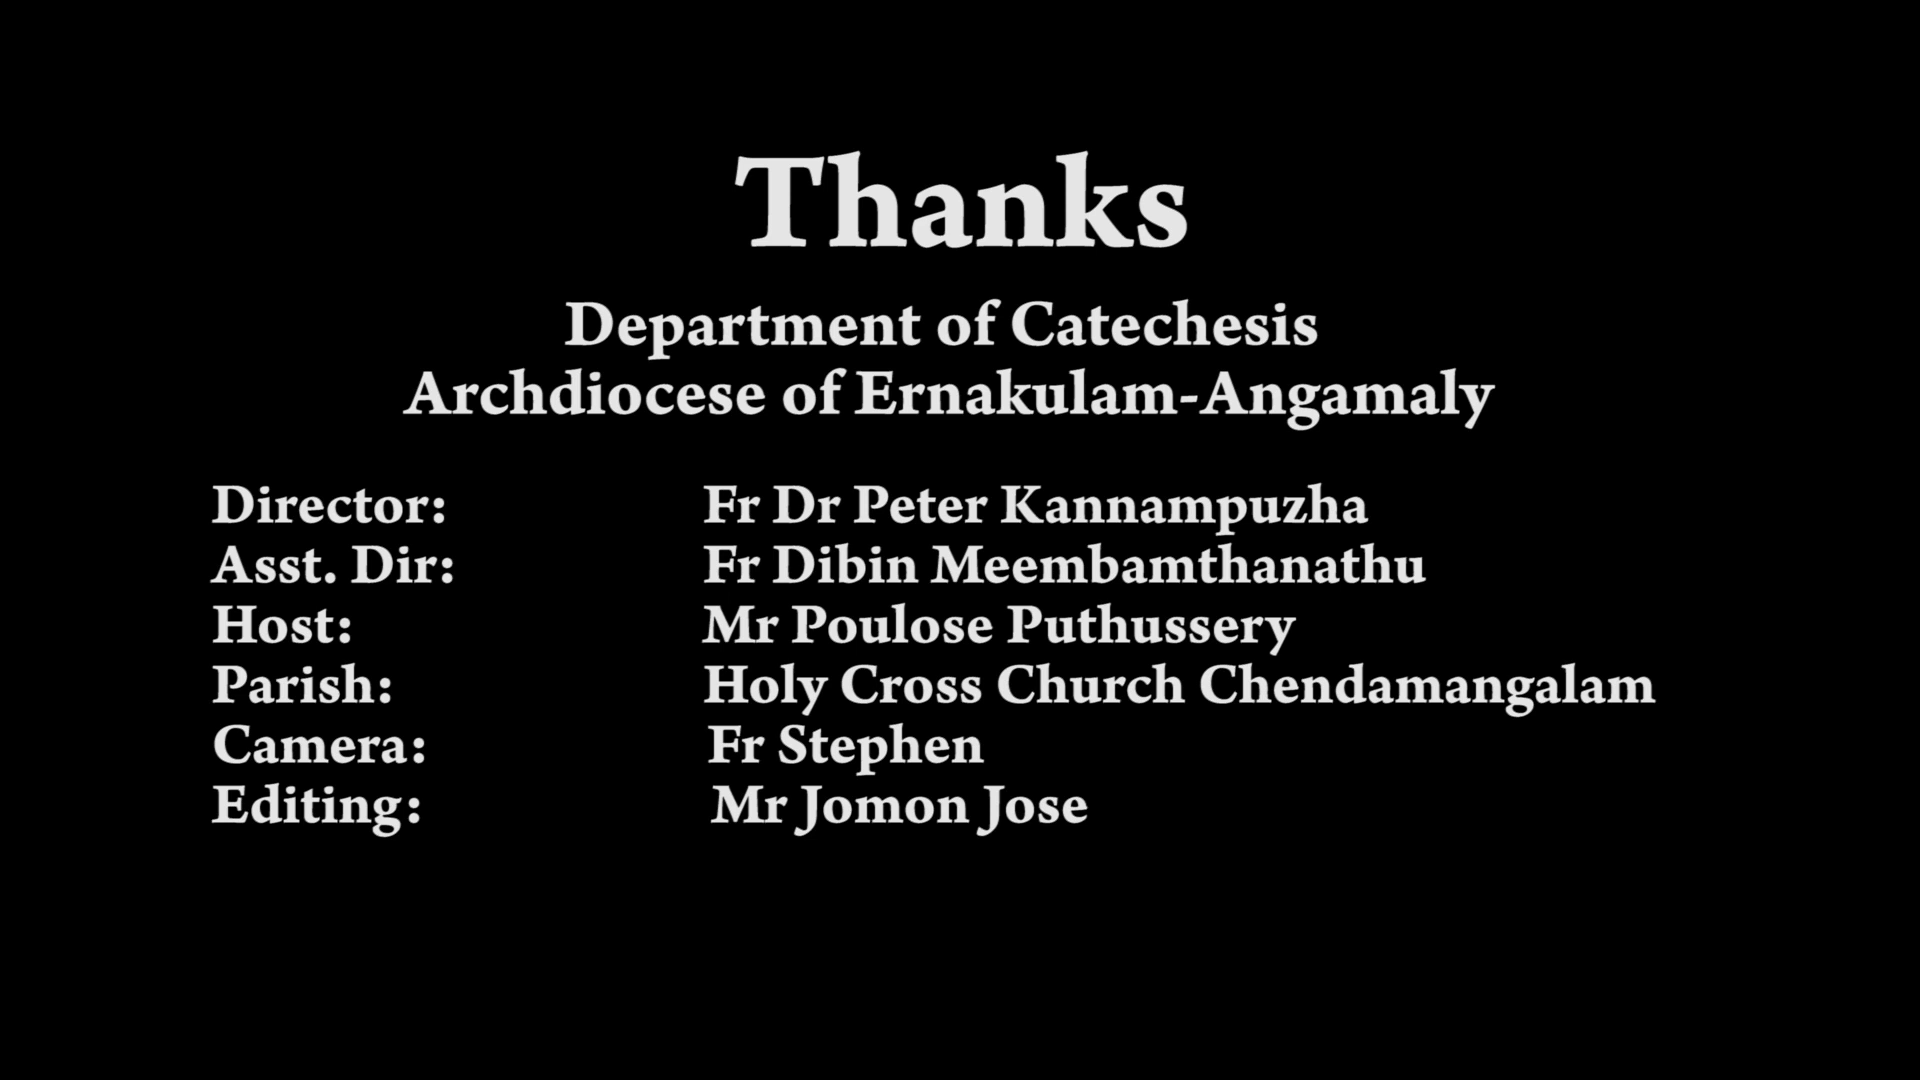 Thanks
Department of Catechesis
Archdiocese of Ernakulam-Angamaly
Director: Fr Dr Peter Kannampuzha
Asst. Dir: Fr Dibin Meembamthanathu
Host: Mr Poulose Puthussery
Parish: Holy Cross Church Chendamangalam
Camera: Fr Stephen
Editing: Mr Jomon Jose